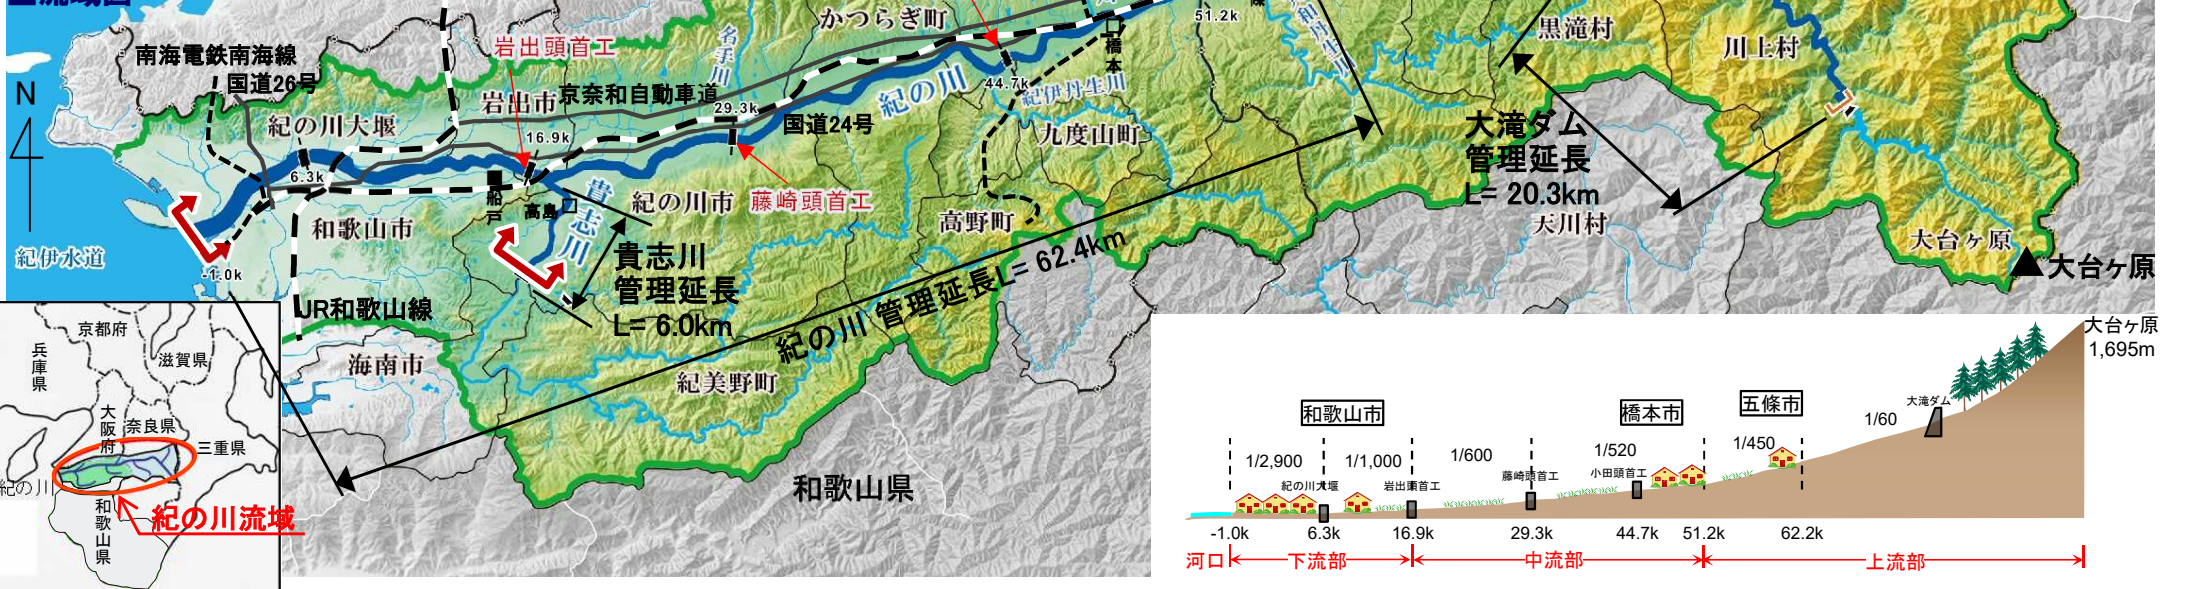 かつらぎ町
51.2k
黒滝村
川上村
南海電鉄南海線
国道26号
岩出頭首工
名手川
橋本
N
岩出市
京奈和自動車道
29.3k
紀の川
44.7k
紀伊丹生川
和丹生川
紀の川大堰
16.9k
国道24号
九度山町
大滝ダム
管理延長
L= 20.3km
6.3k
船戸
高島
貴志川
紀の川市
藤崎頭首工
高野町
天川村
和歌山市
大台ヶ原
大台ヶ原
紀伊水道
-1.0k
貴志川
管理延長
L= 6.0km
紀の川 管理延長L= 62.4km
JR和歌山線
海南市
紀美野町
和歌山県
京都府
兵庫県
滋賀県
大阪府
奈良県
三重県
紀の川
和歌山県
紀の川流域
大台ヶ原
1,695m
和歌山市
橋本市
五條市
大滝ダム
1/2,900
1/1,000
1/600
1/520
1/450
1/60
紀の川大堰
岩出頭首工
藤崎頭首工
小田頭首工
-1.0k
6.3k
16.9k
29.3k
44.7k
51.2k
62.2k
河口
下流部
中流部
上流部